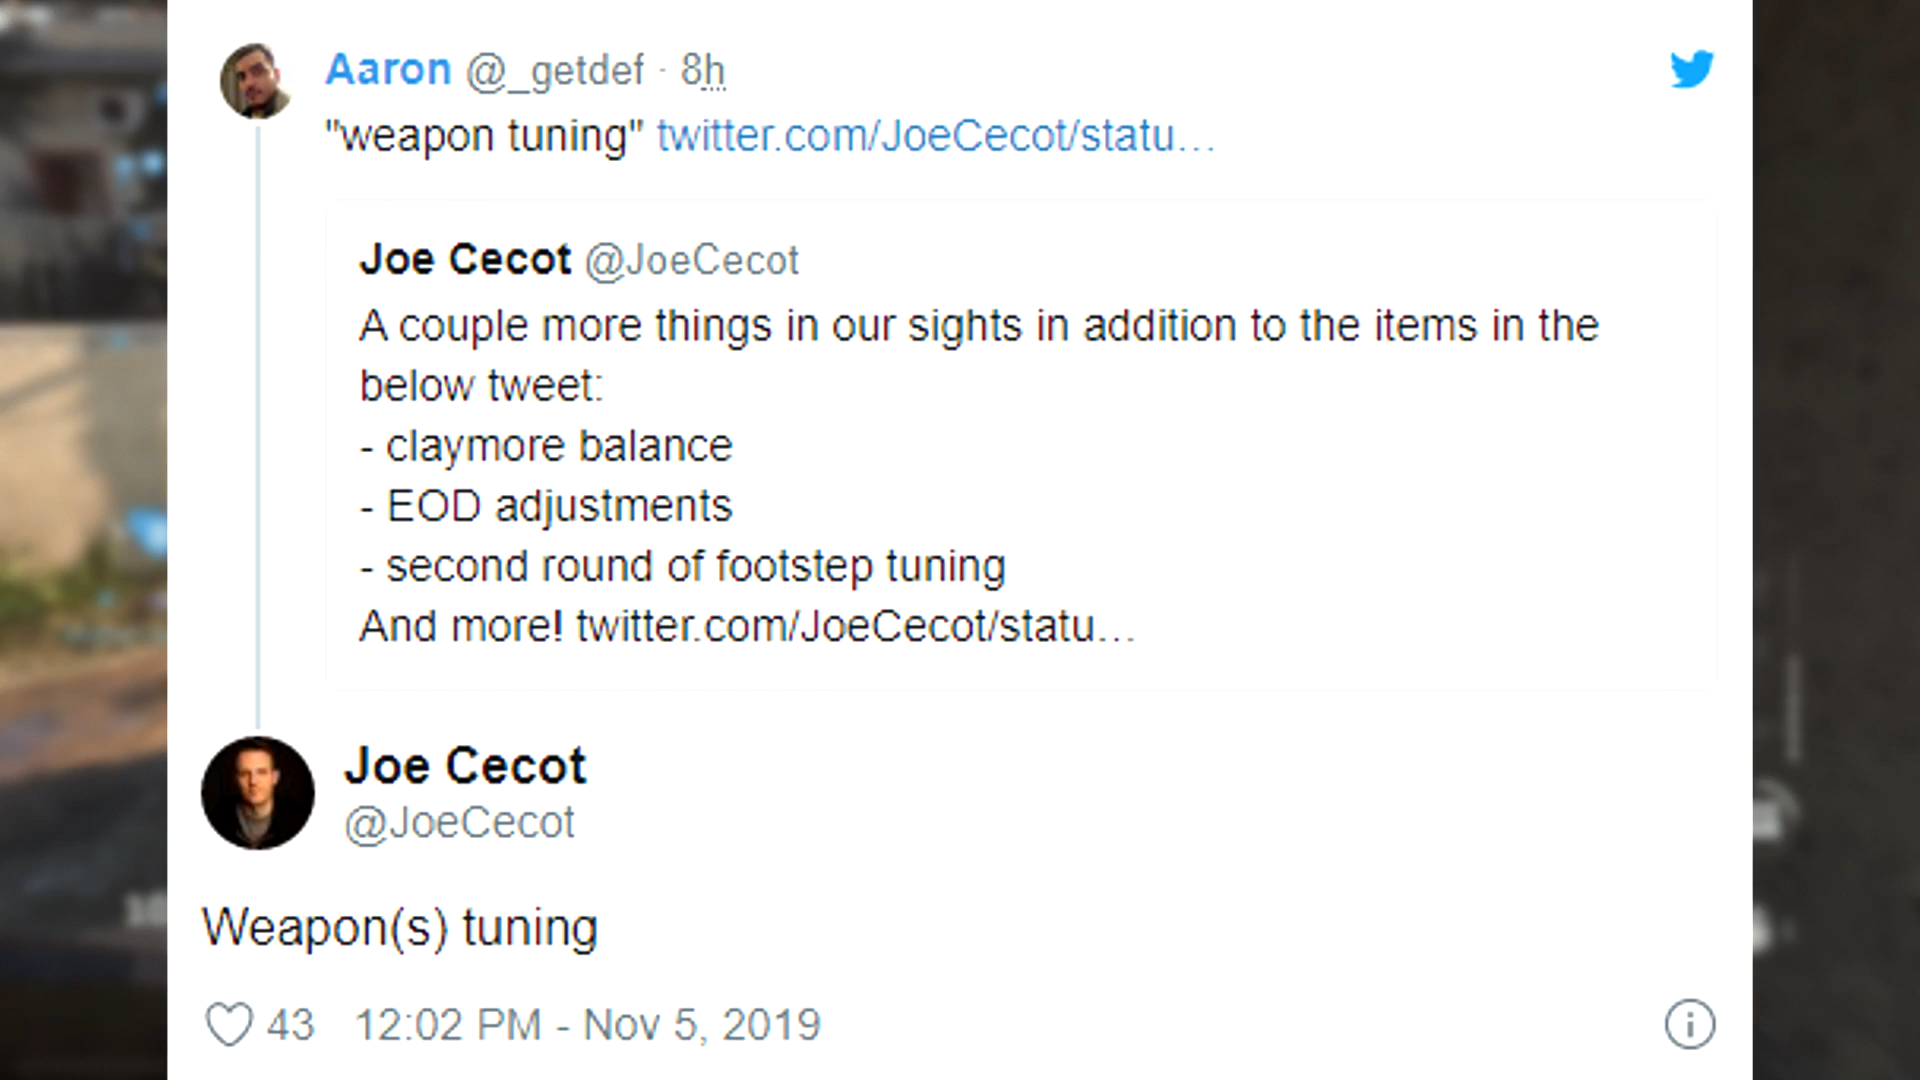 Aaron @_getdef · 8h
"weapon tuning" twitter.com/JoeCecot/statu…
Joe Cecot @JoeCecot
A couple more things in our sights in addition to the items in the
below tweet:
- claymore balance
- EOD adjustments
- second round of footstep tuning
And more! twitter.com/JoeCecot/statu…
Joe Cecot
@JoeCecot
Weapon(s) tuning
43 12:02 PM - Nov 5, 2019